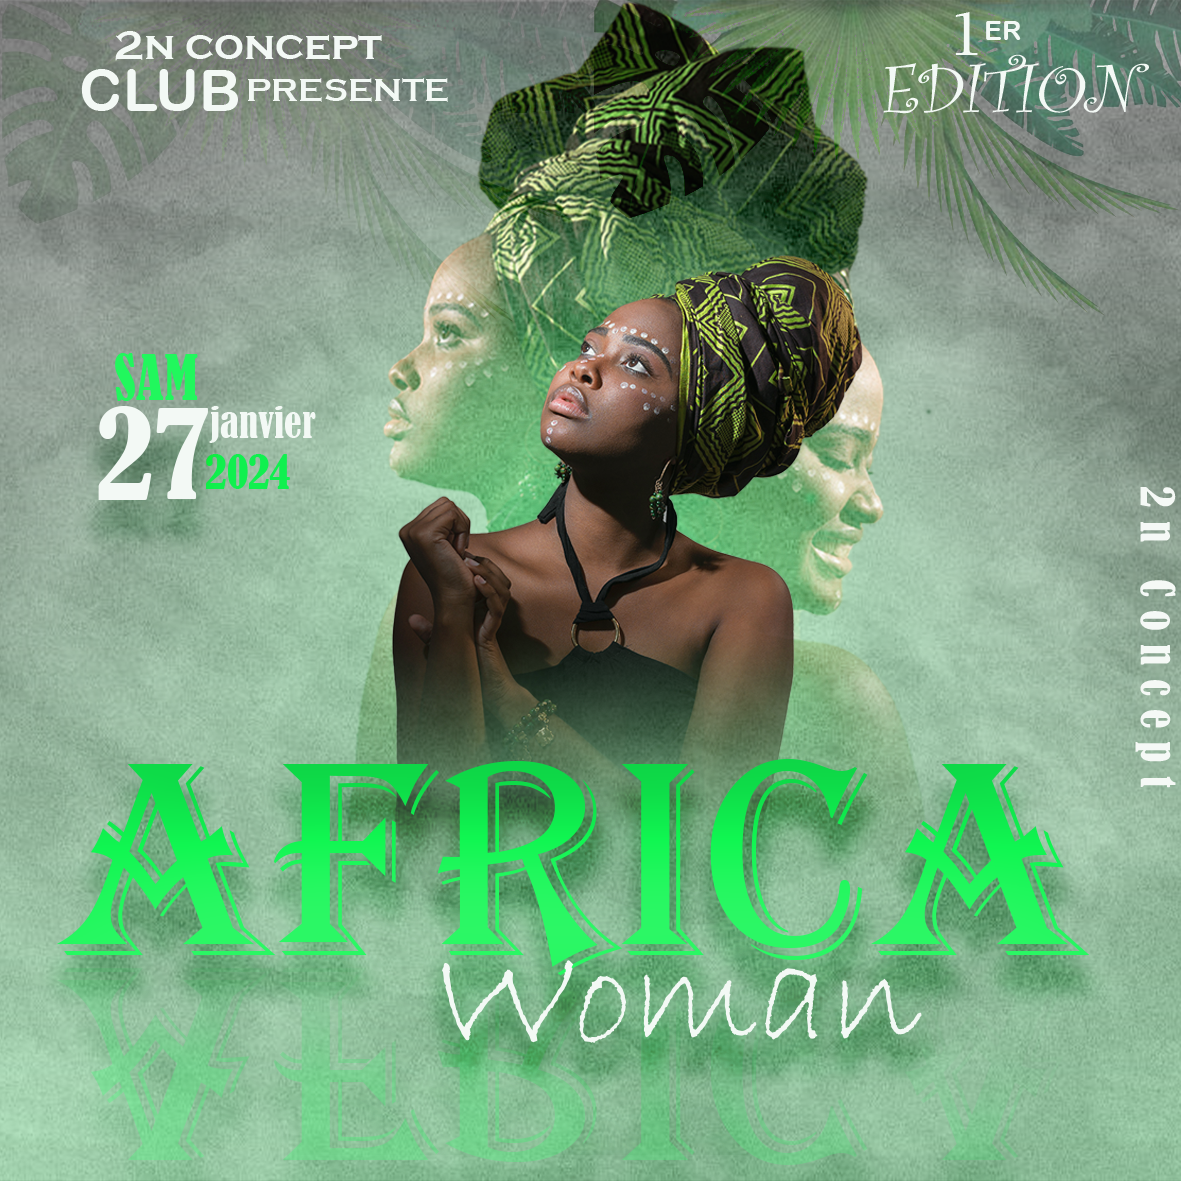 2N CONCEPT
CLUB PRESENTE
1ER
EDITION
SAM
27 janvier
2024
2n Concept
AFRICA
Woman